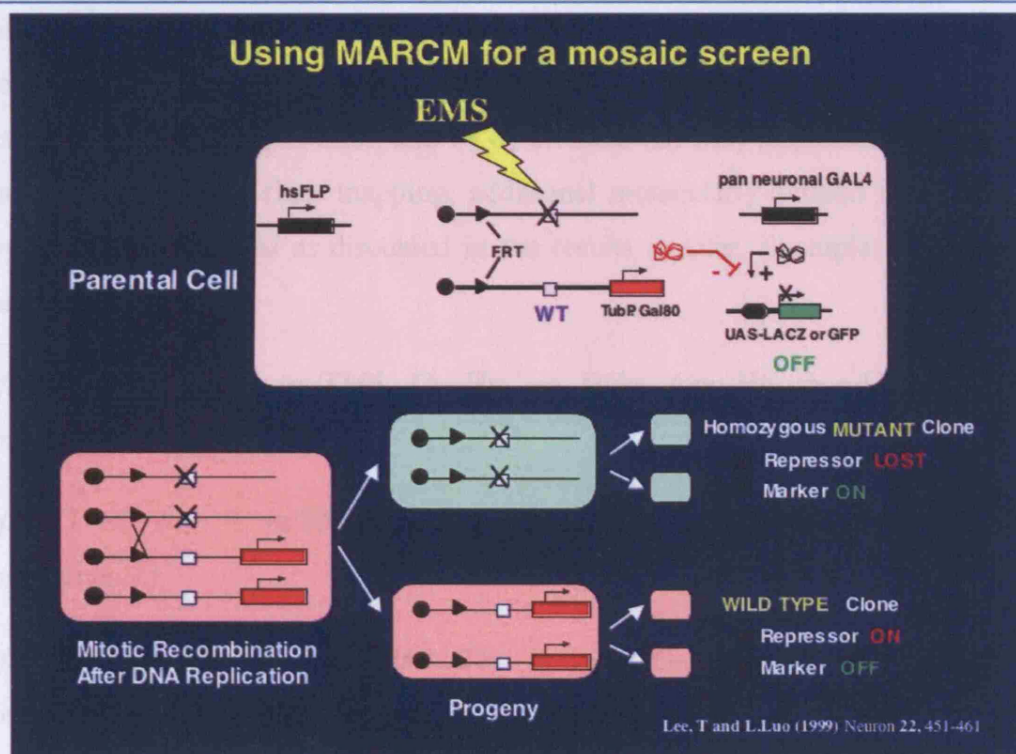 Using MARCM for a mosaic screen
EMS
hsFLP
pan neuronal GAL4
FRT
Parental Cell
- +
WT
TubP Gal80
UAS-LACZ or GFP
OFF
Homozygous MUTANT Clone
Repressor LOST
Marker ON
WILD TYPE Clone
Repressor ON
Marker OFF
Mitotic Recombination
After DNA Replication
Progeny
Lee, T and L.Luo (1999) Neuron 22, 451-461